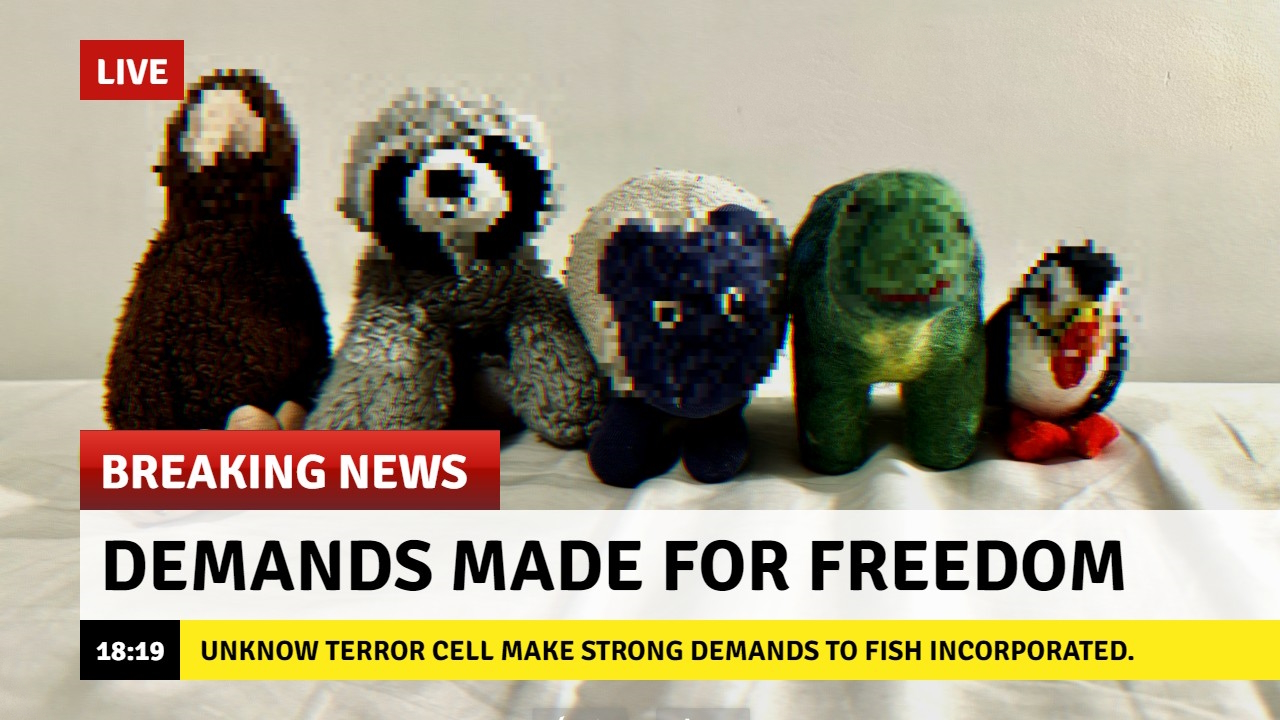 LIVE
BREAKING NEWS
DEMANDS MADE FOR FREEDOM
18:19 UNKNOW TERROR CELL MAKE STRONG DEMANDS TO FISH INCORPORATED.